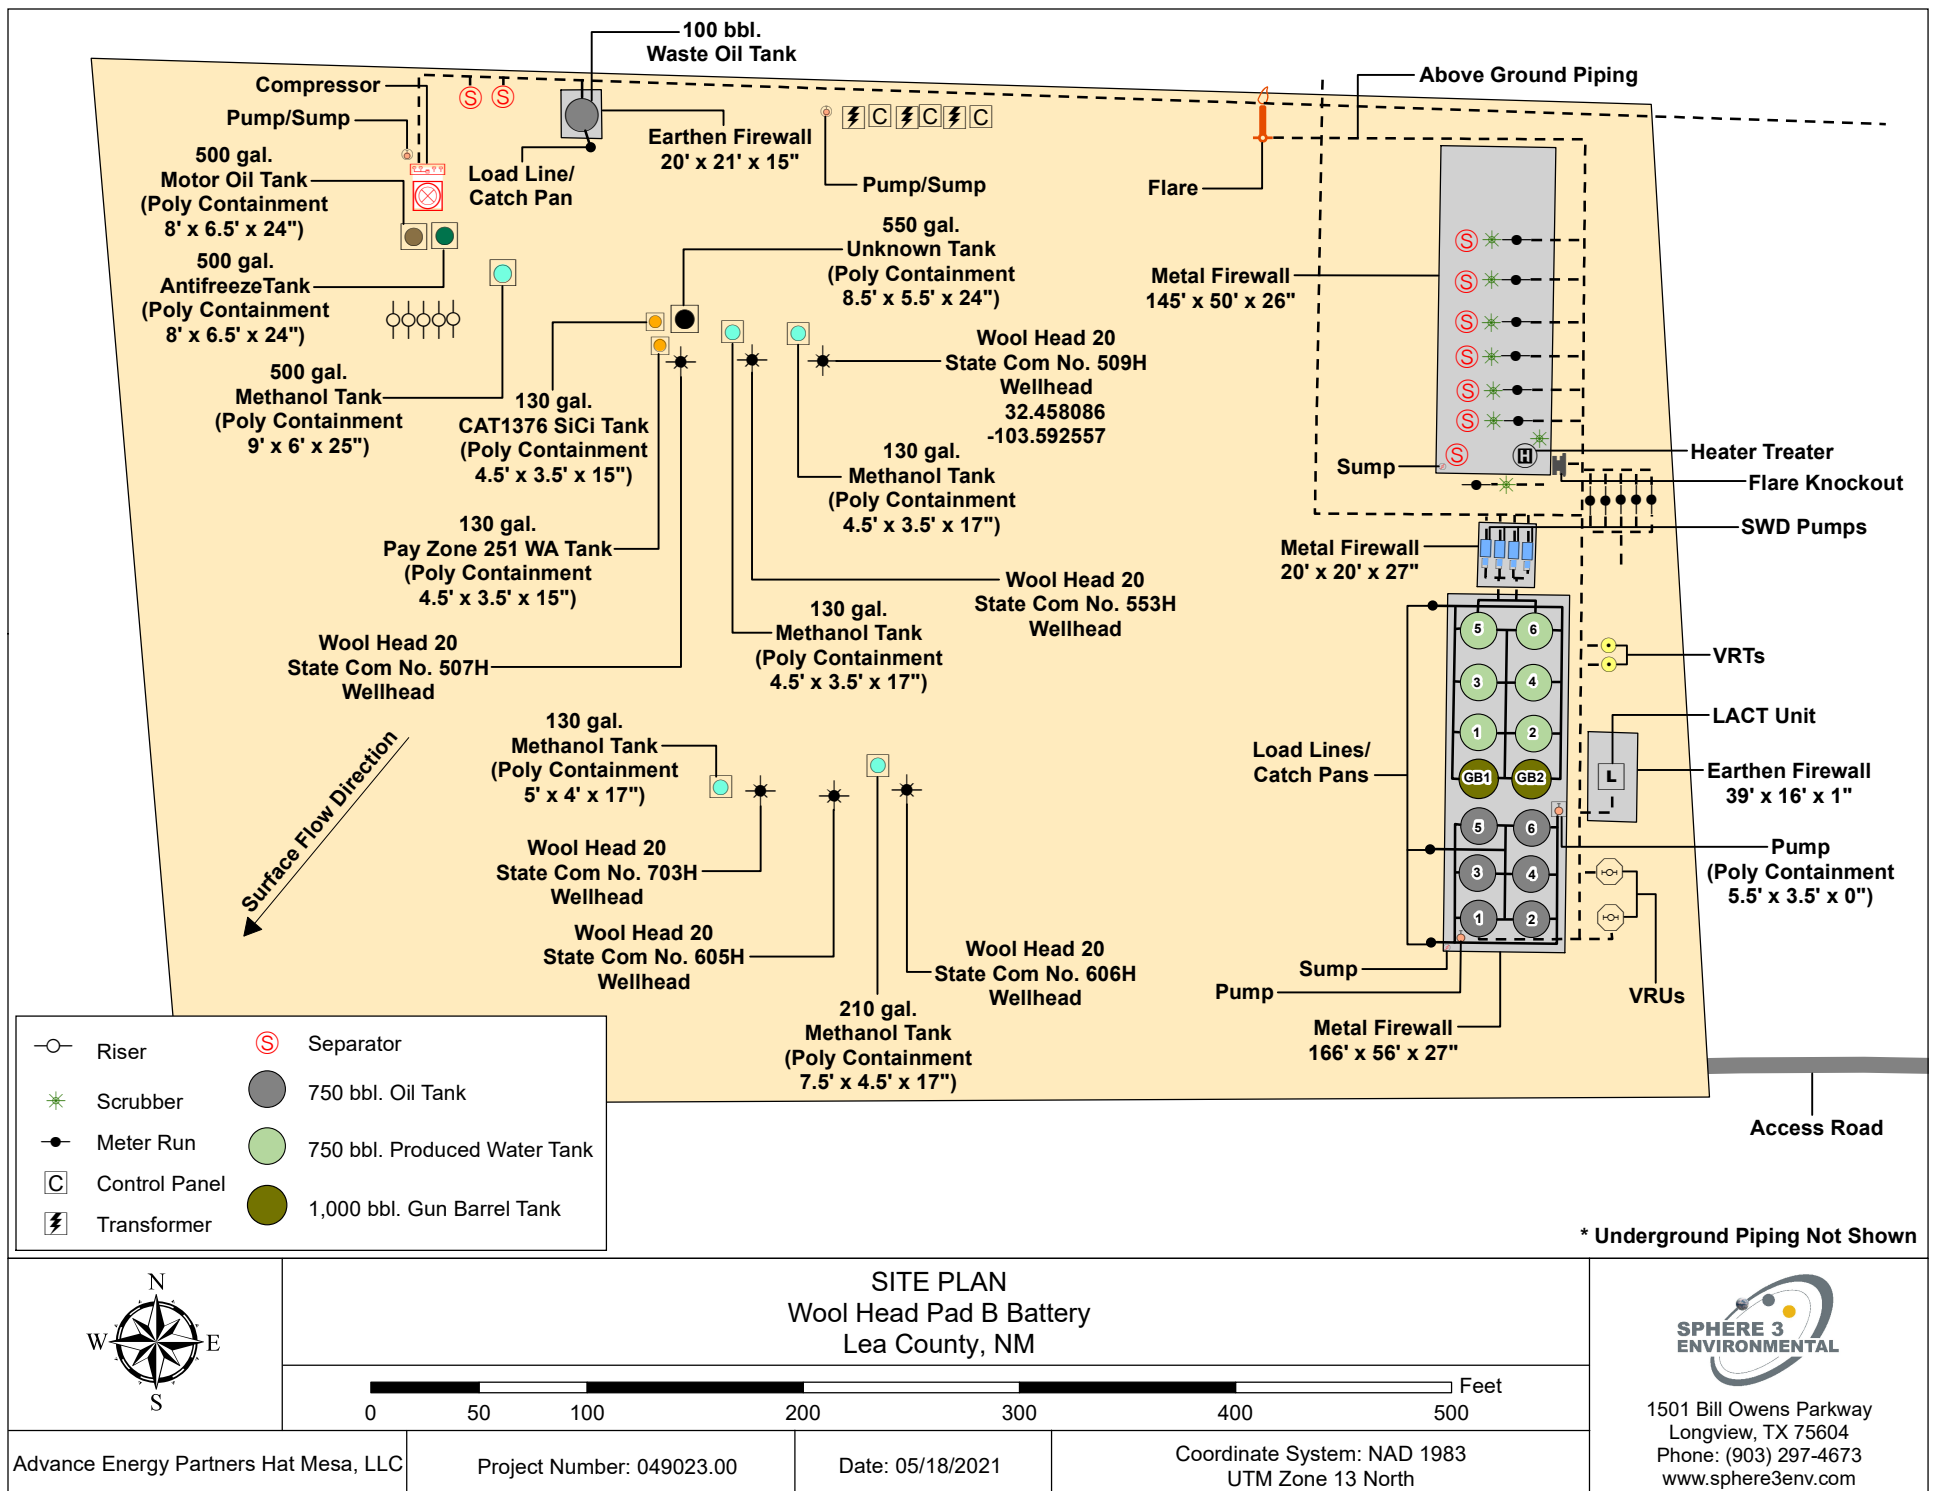 100 bbl.
Waste Oil Tank
Compressor
Pump/Sump
500 gal.
Motor Oil Tank
(Poly Containment
8' x 6.5' x 24")
500 gal.
AntifreezeTank
(Poly Containment
8' x 6.5' x 24")
500 gal.
Methanol Tank
(Poly Containment
9' x 6' x 25")
S
S
Load Line/
Catch Pan
Earthen Firewall
20' x 21' x 15"
C
C
C
Pump/Sump
550 gal.
Unknown Tank
(Poly Containment
8.5' x 5.5' x 24")
Wool Head 20
State Com No. 509H
Wellhead
32.458086
-103.592557
130 gal.
CAT1376 SiCi Tank
(Poly Containment
4.5' x 3.5' x 15")
130 gal.
Methanol Tank
(Poly Containment
4.5' x 3.5' x 17")
130 gal.
Pay Zone 251 WA Tank
(Poly Containment
4.5' x 3.5' x 15")
Wool Head 20
State Com No. 553H
Wellhead
130 gal.
Methanol Tank
(Poly Containment
4.5' x 3.5' x 17")
Wool Head 20
State Com No. 507H
Wellhead
130 gal.
Methanol Tank
(Poly Containment
5' x 4' x 17")
Surface Flow Direction
Wool Head 20
State Com No. 703H
Wellhead
Wool Head 20
State Com No. 605H
Wellhead
Wool Head 20
State Com No. 606H
Wellhead
210 gal.
Methanol Tank
(Poly Containment
7.5' x 4.5' x 17")
Above Ground Piping
Flare
Metal Firewall
145' x 50' x 26"
S
S
S
S
S
S
S
H
Sump
Heater Treater
Flare Knockout
SWD Pumps
Metal Firewall
20' x 20' x 27"
5
6
3
4
1
2
GB1
GB2
5
6
3
4
1
2
VRTs
LACT Unit
L
Load Lines/
Catch Pans
Earthen Firewall
39' x 16' x 1"
Pump
(Poly Containment
5.5' x 3.5' x 0")
Sump
Pump
VRUs
Metal Firewall
166' x 56' x 27"
Access Road
Riser
Scrubber
Meter Run
C
Control Panel
Transformer
S
Separator
750 bbl. Oil Tank
750 bbl. Produced Water Tank
1,000 bbl. Gun Barrel Tank
* Underground Piping Not Shown
N
W
E
S
SITE PLAN
Wool Head Pad B Battery
Lea County, NM
Feet
0
50
100
200
300
400
500
SPHERE 3
ENVIRONMENTAL
1501 Bill Owens Parkway
Longview, TX 75604
Phone: (903) 297-4673
www.sphere3env.com
Advance Energy Partners Hat Mesa, LLC
Project Number: 049023.00
Date: 05/18/2021
Coordinate System: NAD 1983
UTM Zone 13 North